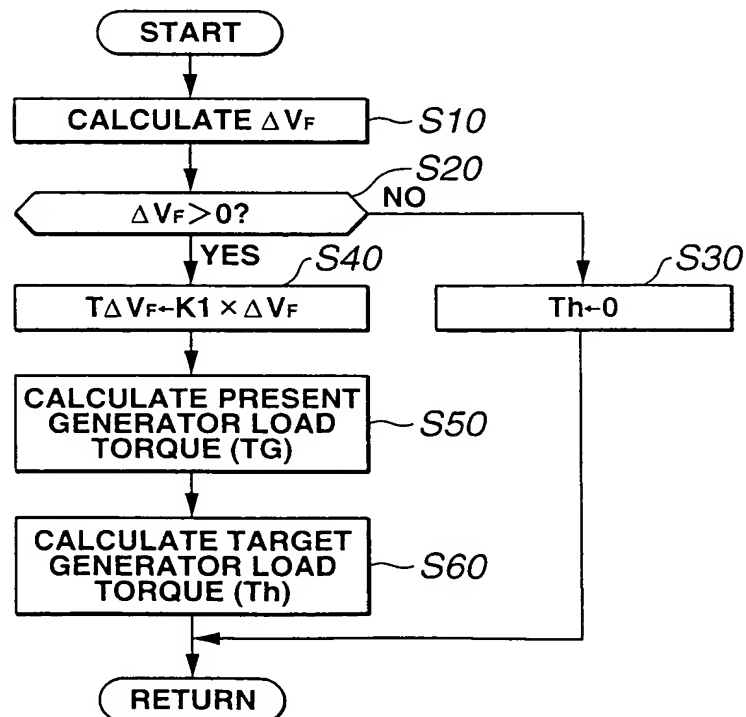 START
CALCULATE ΔVF
S10
S20
ΔVF>0?
NO
YES
S40
S30
TΔVF←K1×ΔVF
Th←0
CALCULATE PRESENT
GENERATOR LOAD
TORQUE (TG)
S50
CALCULATE TARGET
GENERATOR LOAD
TORQUE (Th)
S60
RETURN